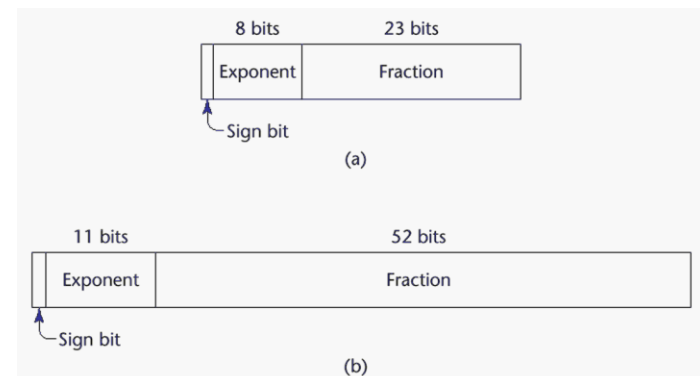 8 bits 23 bits
Exponent Fraction
Sign bit
(a)
11 bits 52 bits
Exponent Fraction
Sign bit
(b)